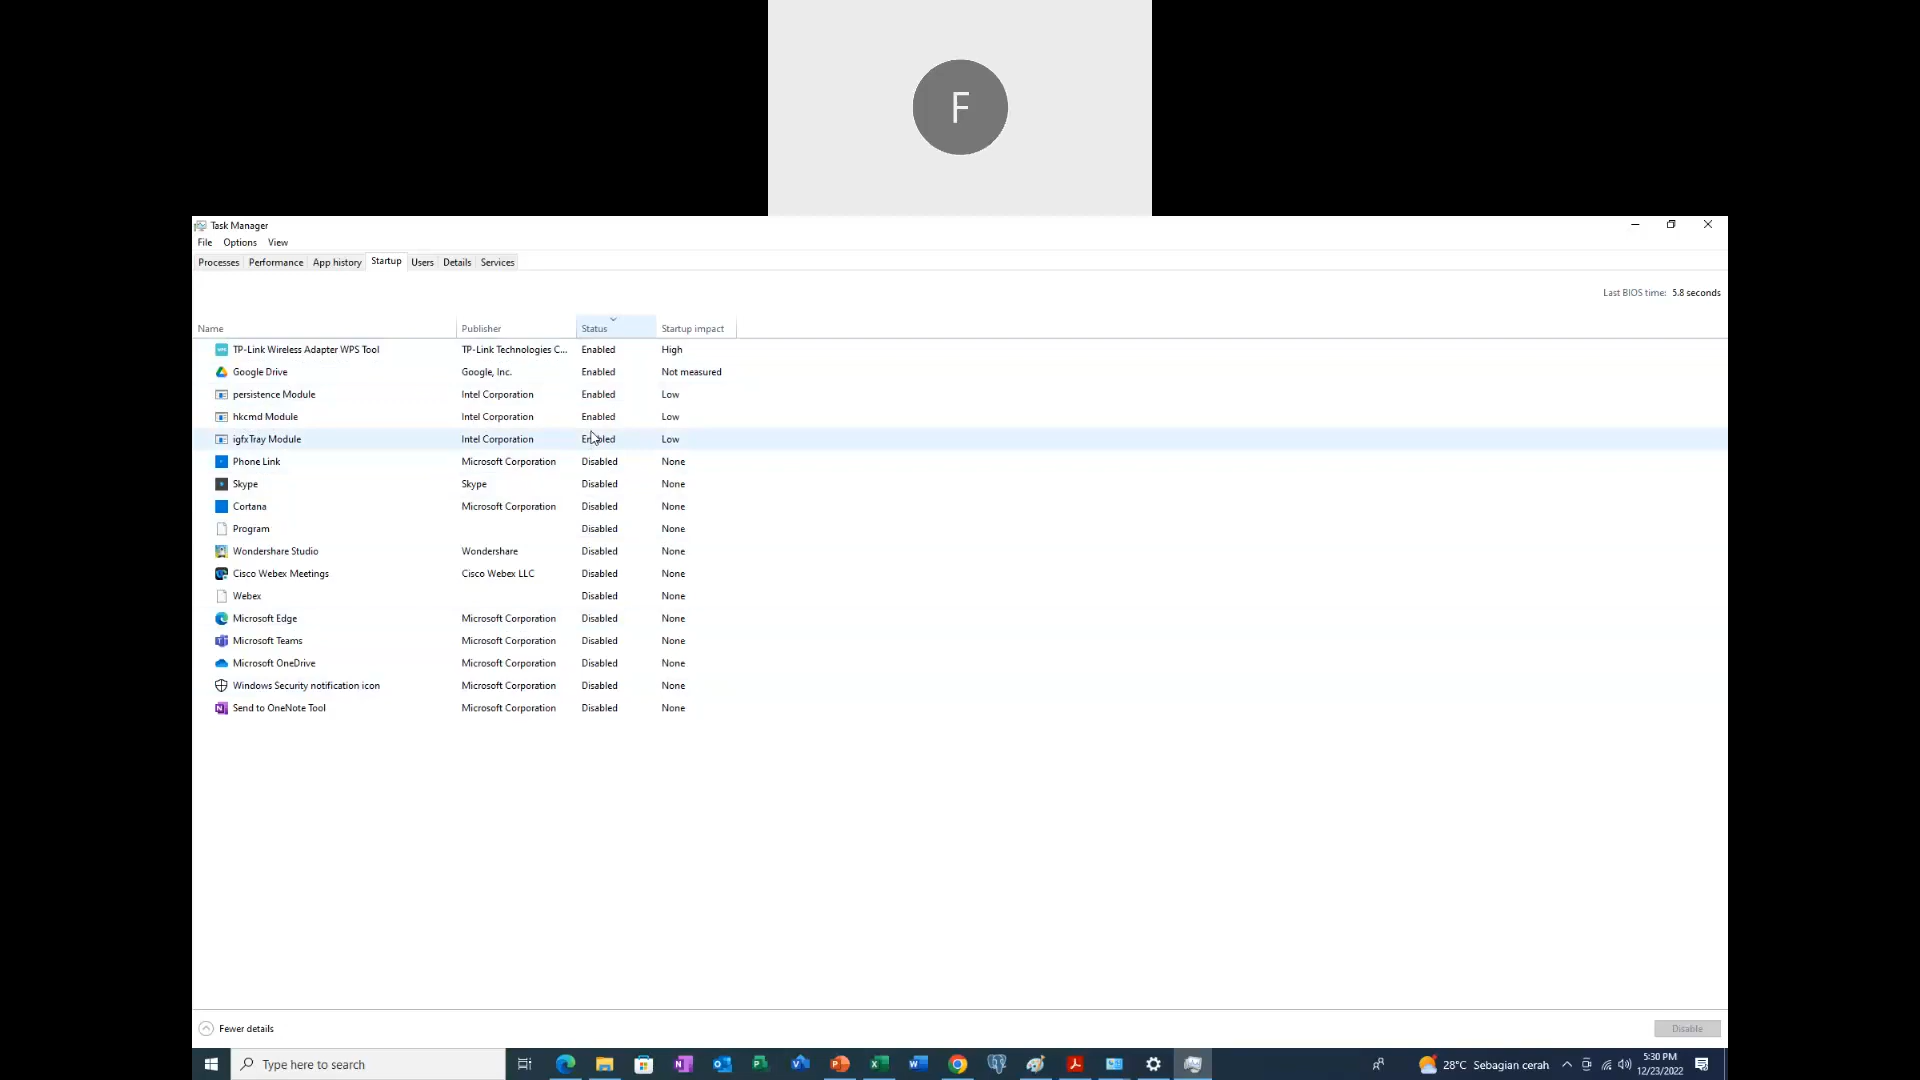 F
Task Manager
File Options View
Processes Performance App history Startup Users Details Services
Last BIOS time: 5.8 seconds
Name Publisher Status Startup impact
TP-Link Wireless Adapter WPS Tool TP-Link Technologies C... Enabled High
Google Drive Google, Inc. Enabled Not measured
persistence Module Intel Corporation Enabled Low
hkcmd Module Intel Corporation Enabled Low
igfxTray Module Intel Corporation Enabled Low
Phone Link Microsoft Corporation Disabled None
Skype Skype Disabled None
Cortana Microsoft Corporation Disabled None
Program Disabled None
Wondershare Studio Wondershare Disabled None
Cisco Webex Meetings Cisco Webex LLC Disabled None
Webex Disabled None
Microsoft Edge Microsoft Corporation Disabled None
Microsoft Teams Microsoft Corporation Disabled None
Microsoft OneDrive Microsoft Corporation Disabled None
Windows Security notification icon Microsoft Corporation Disabled None
Send to OneNote Tool Microsoft Corporation Disabled None
Fewer details Disable
Type here to search 28°C Sebagian cerah 5:30 PM
12/23/2022